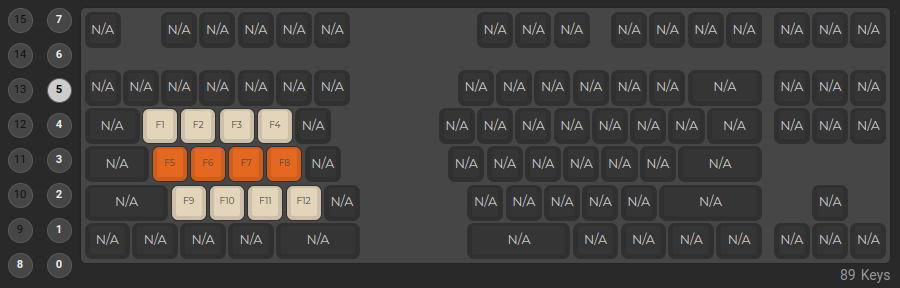 15 7 N/A N/A N/A N/A N/A N/A N/A N/A N/A N/A N/A N/A N/A N/A N/A N/A
14 6
13 5 N/A N/A N/A N/A N/A N/A N/A N/A N/A N/A N/A N/A N/A N/A N/A N/A N/A
12 4 N/A F1 F2 F3 F4 N/A N/A N/A N/A N/A N/A N/A N/A N/A N/A N/A N/A
11 3 N/A F5 F6 F7 F8 N/A N/A N/A N/A N/A N/A N/A N/A
10 2 N/A F9 F10 F11 F12 N/A N/A N/A N/A N/A N/A N/A N/A
9 1 N/A N/A N/A N/A N/A N/A N/A N/A N/A N/A N/A N/A N/A
8 0
89 Keys